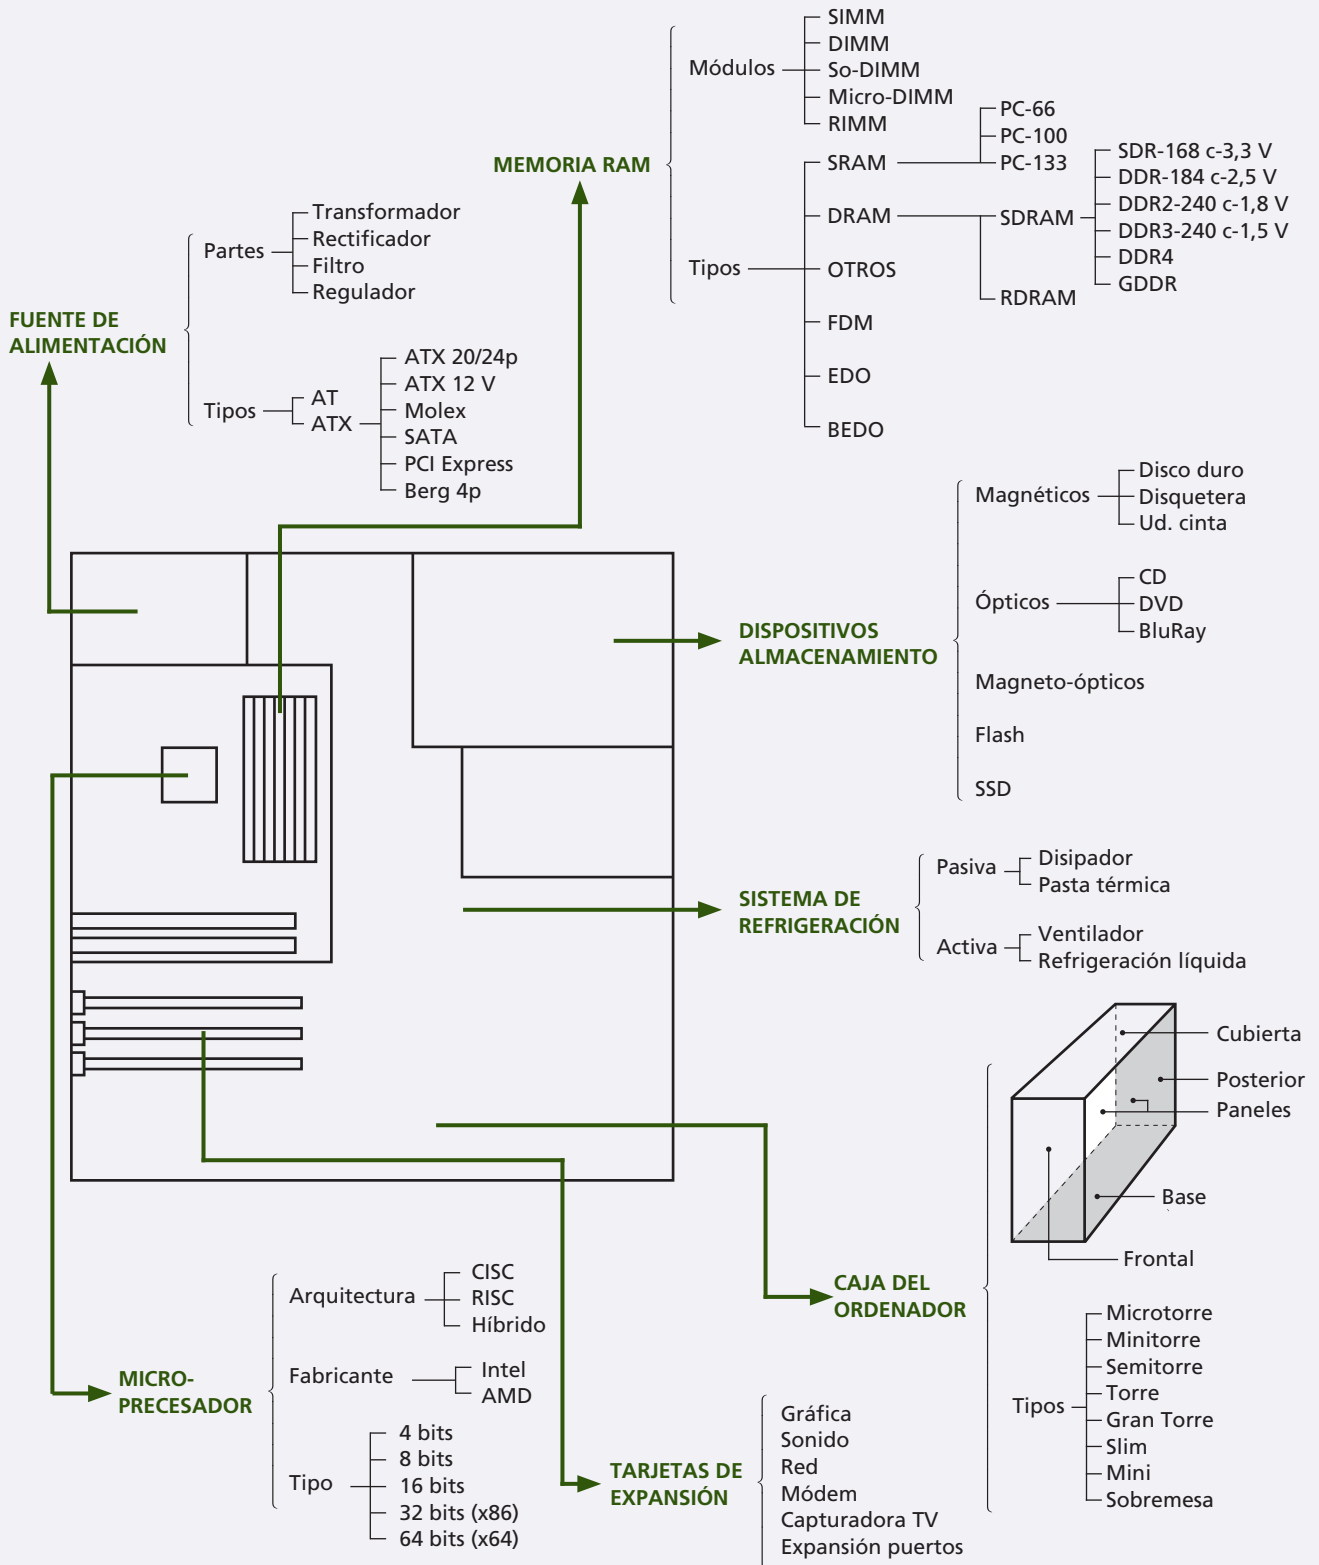 SIMM
DIMM
Módulos
So-DIMM
Micro-DIMM
RIMM
PC-66
PC-100
PC-133
MEMORIA RAM
SRAM
DRAM
SDRAM
SDR-168 c-3,3 V
DDR-184 c-2,5 V
DDR2-240 c-1,8 V
DDR3-240 c-1,5 V
DDR4
GDDR
Tipos
OTROS
RDRAM
FDM
EDO
BEDO
FUENTE DE
ALIMENTACIÓN
Partes
Transformador
Rectificador
Filtro
Regulador
Tipos
AT
ATX
ATX 20/24p
ATX 12 V
Molex
SATA
PCI Express
Berg 4p
DISPOSITIVOS
ALMACENAMIENTO
Magnéticos
Disco duro
Disquetera
Ud. cinta
Ópticos
CD
DVD
BluRay
Magneto-ópticos
Flash
SSD
SISTEMA DE
REFRIGERACIÓN
Pasiva
Disipador
Pasta térmica
Activa
Ventilador
Refrigeración líquida
CAJA DEL
ORDENADOR
Cubierta
Posterior
Paneles
Base
Frontal
Tipos
Microtorre
Minitorre
Semitorre
Torre
Gran Torre
Slim
Mini
Sobremesa
MICRO-
PRECESADOR
Arquitectura
CISC
RISC
Híbrido
Fabricante
Intel
AMD
Tipo
4 bits
8 bits
16 bits
32 bits (x86)
64 bits (x64)
TARJETAS DE
EXPANSIÓN
Gráfica
Sonido
Red
Módem
Capturadora TV
Expansión puertos